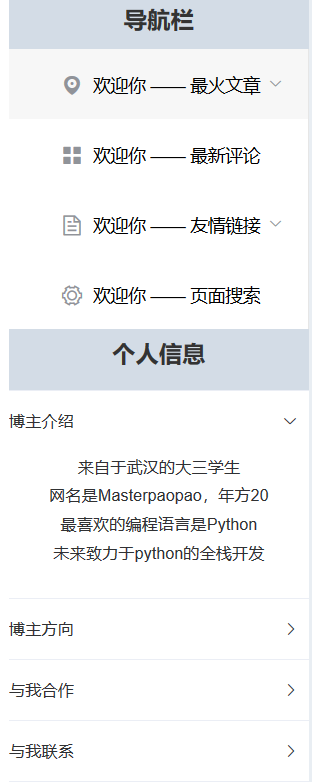 导航栏
欢迎你 —— 最火文章
欢迎你 —— 最新评论
欢迎你 —— 友情链接
欢迎你 —— 页面搜索
个人信息
博主介绍
来自于武汉的大三学生
网名是Masterpaopao，年方20
最喜欢的编程语言是Python
未来致力于python的全栈开发
博主方向
与我合作
与我联系